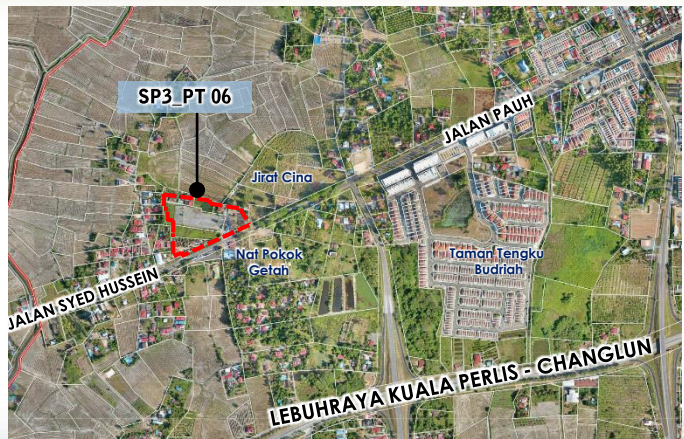 SP3_PT 06
JALAN PAUH
Jirat Cina
Nat Pokok
Getah
Taman Tengku
Budriah
JALAN SYED HUSSEIN
LEBUHRAYA KUALA PERLIS - CHANGLUN